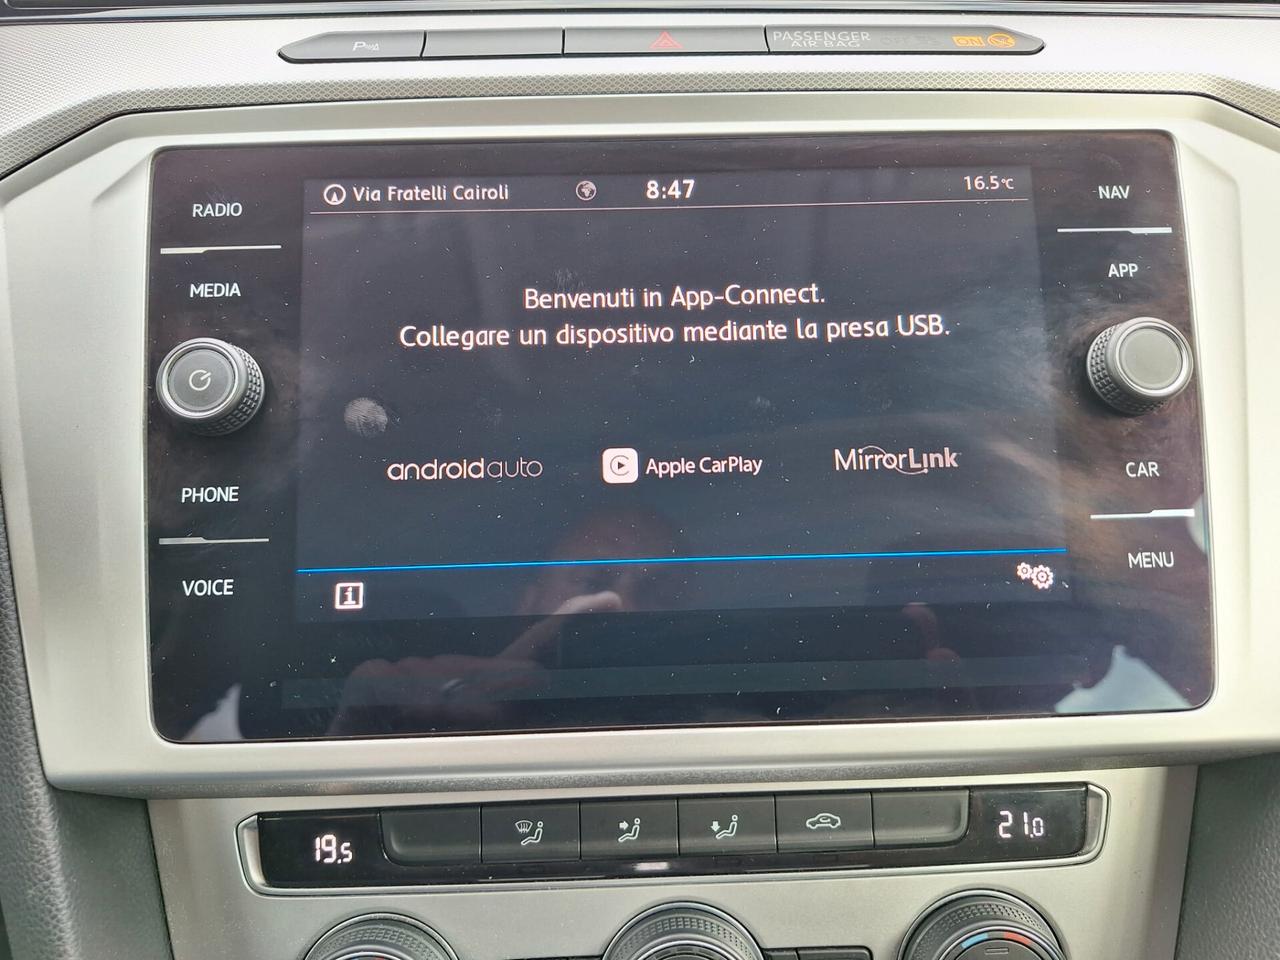 P
PASSENGER
AIR BAG
OFF
ON
RADIO
MEDIA
PHONE
VOICE
Via Fratelli Cairoli
8:47
16.5°C
Benvenuti in App-Connect.
Collegare un dispositivo mediante la presa USB.
androidauto
Apple CarPlay
MirrorLink
i
NAV
APP
CAR
MENU
19.5
21.0